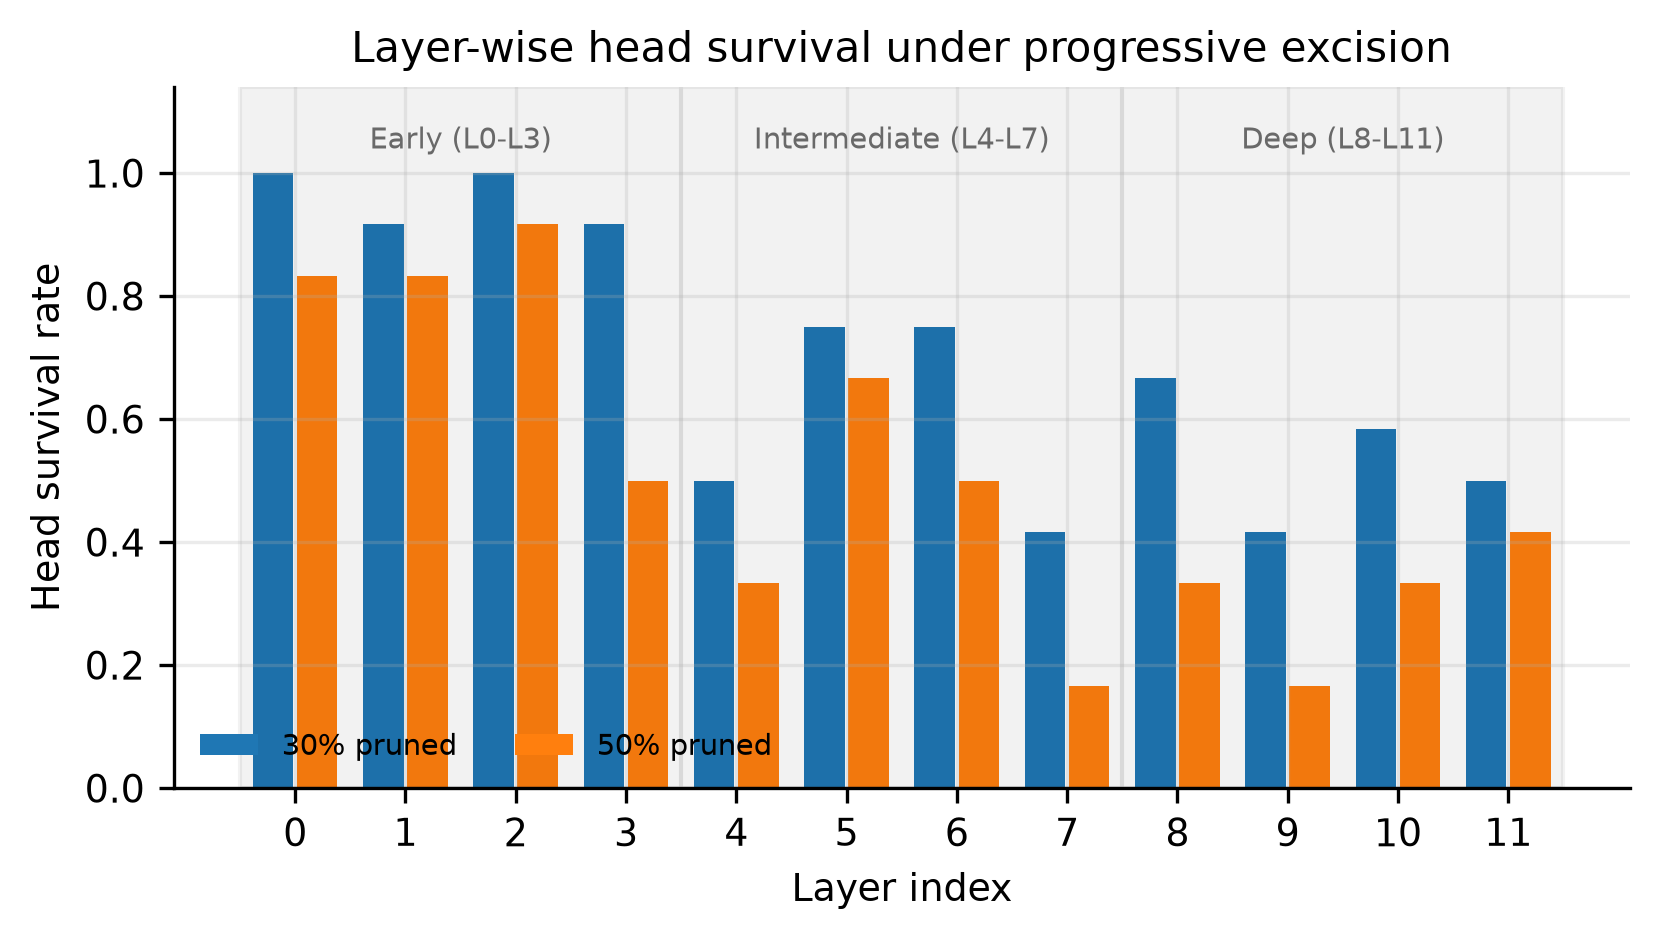 Layer-wise head survival under progressive excision
Early (L0-L3)
Intermediate (L4-L7)
Deep (L8-L11)
Head survival rate
1.0
0.8
0.6
0.4
0.2
0.0
30% pruned
50% pruned
0 1 2 3 4 5 6 7 8 9 10 11
Layer index